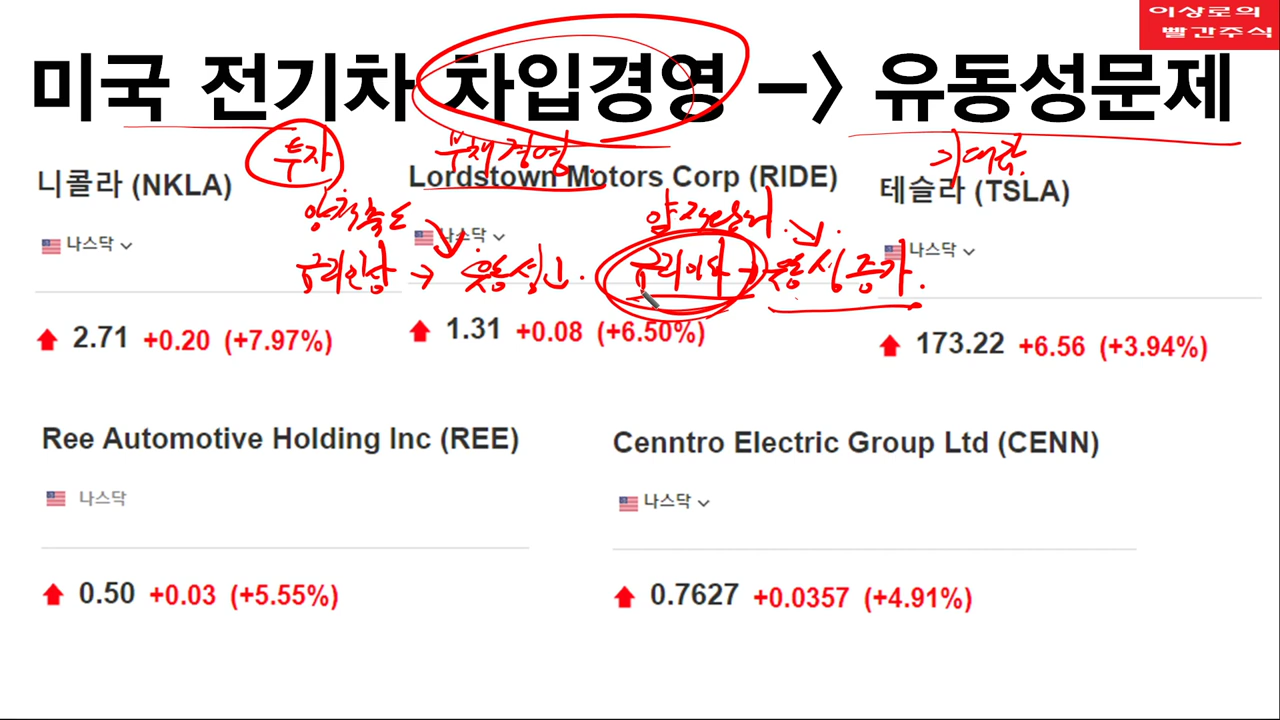 이상로의
빨간주식
미국 전기차 차입경영 –> 유동성문제
투자
부채경영
기대감
니콜라 (NKLA)
Lordstown Motors Corp (RIDE)
테슬라 (TSLA)
양적축소
나스닥
나스닥
나스닥
금리인상 → 유동성
금리인하 → 유동성증가.
2.71 +0.20 (+7.97%)
1.31 +0.08 (+6.50%)
173.22 +6.56 (+3.94%)
Ree Automotive Holding Inc (REE)
Cenntro Electric Group Ltd (CENN)
나스닥
나스닥
0.50 +0.03 (+5.55%)
0.7627 +0.0357 (+4.91%)